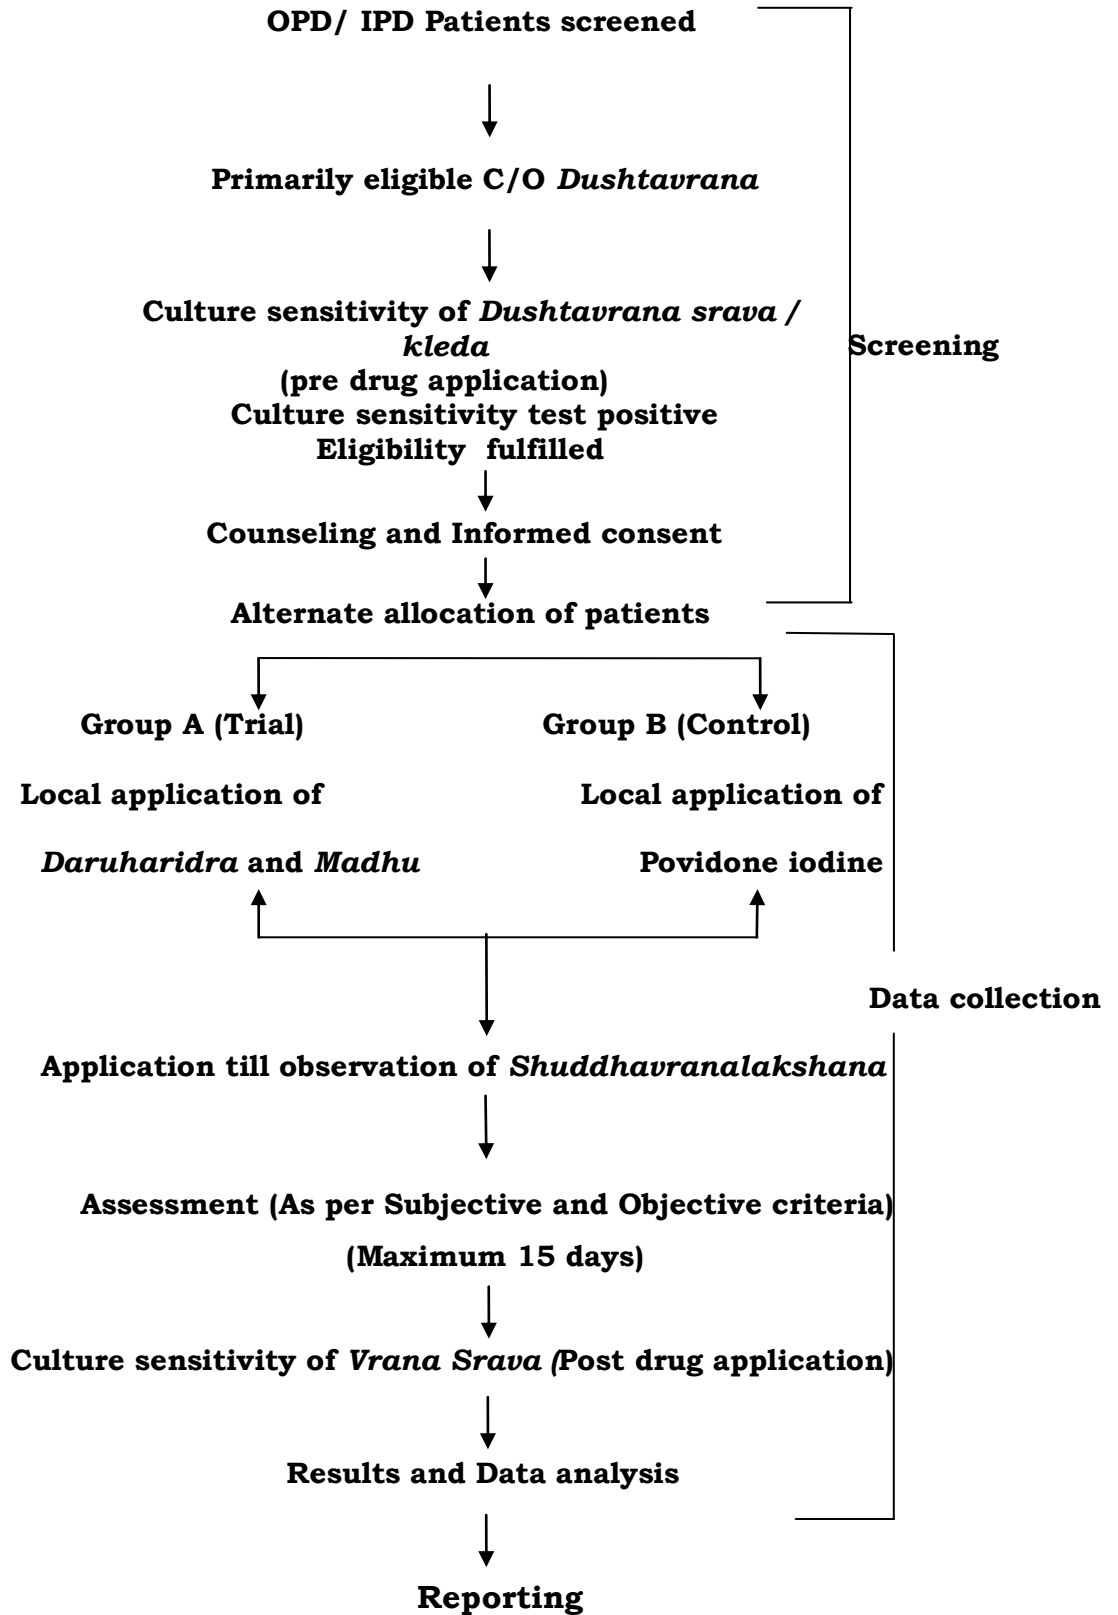 OPD/ IPD Patients screened
Primarily eligible C/O Dushtavrana
Culture sensitivity of Dushtavrana srava /
kleda
Screening
(pre drug application)
Culture sensitivity test positive
Eligibility fulfilled
Counseling and Informed consent
Alternate allocation of patients
Group A (Trial)
Group B (Control)
Local application of
Local application of
Daruharidra and Madhu
Povidone iodine
Data collection
Application till observation of Shuddhavranalakshana
Assessment (As per Subjective and Objective criteria)
(Maximum 15 days)
Culture sensitivity of Vrana Srava (Post drug application)
Results and Data analysis
Reporting